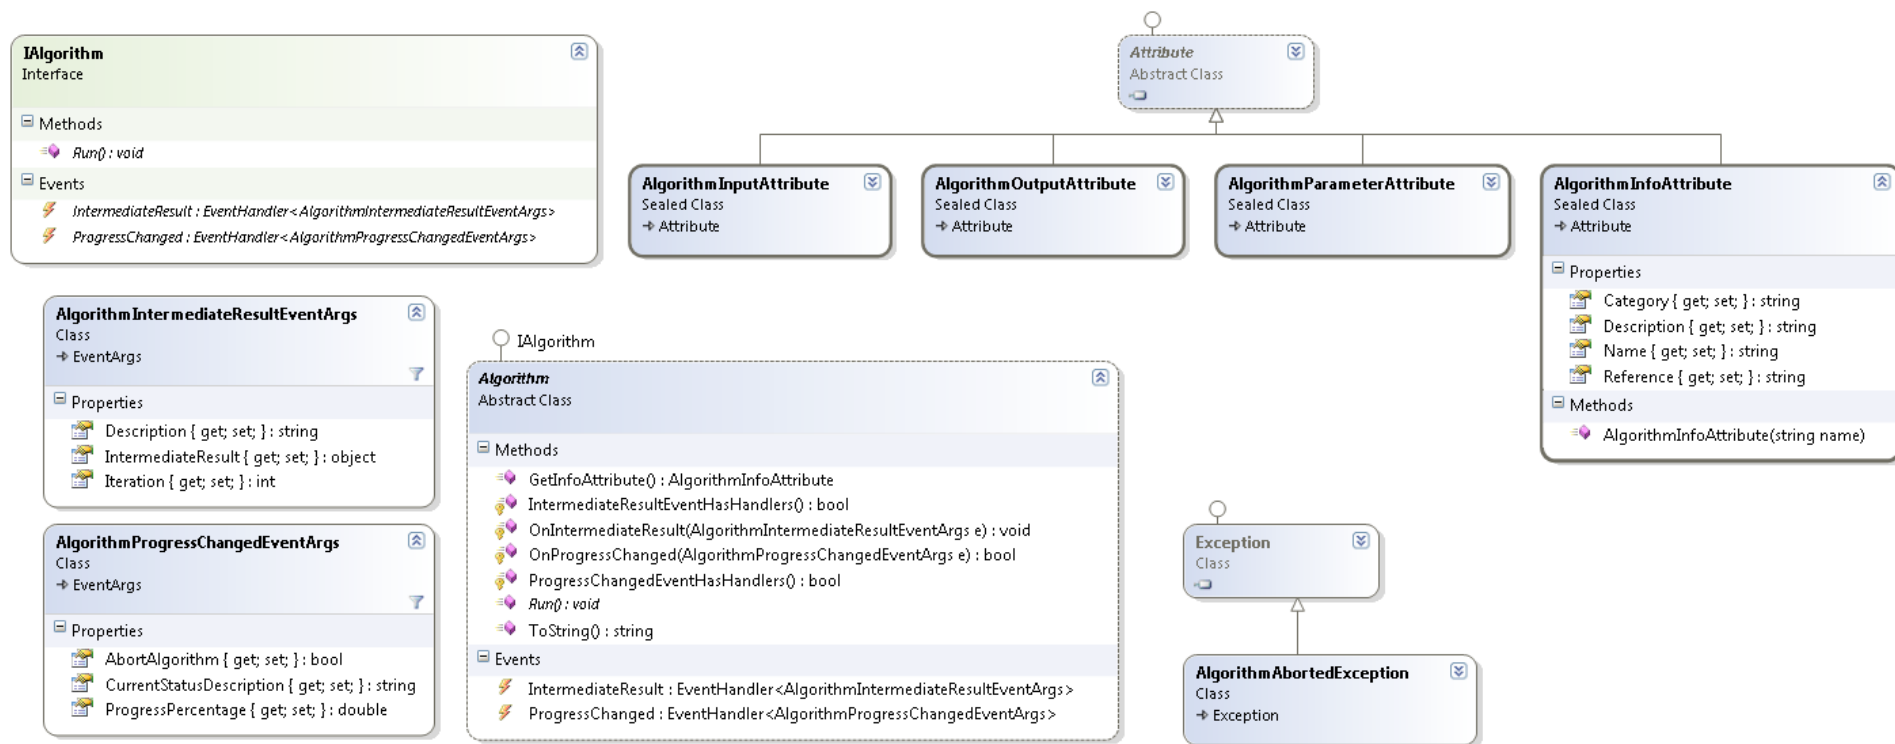 IAlgorithm
Interface
Methods
Run() : void
Events
IntermediateResult : EventHandler<AlgorithmIntermediateResultEventArgs>
ProgressChanged : EventHandler<AlgorithmProgressChangedEventArgs>
Attribute
Abstract Class
AlgorithmInputAttribute
Sealed Class
Attribute
AlgorithmOutputAttribute
Sealed Class
Attribute
AlgorithmParameterAttribute
Sealed Class
Attribute
AlgorithmInfoAttribute
Sealed Class
Attribute
Properties
Category { get; set; } : string
Description { get; set; } : string
Name { get; set; } : string
Reference { get; set; } : string
Methods
AlgorithmInfoAttribute(string name)
AlgorithmIntermediateResultEventArgs
Class
EventArgs
Properties
Description { get; set; } : string
IntermediateResult { get; set; } : object
Iteration { get; set; } : int
AlgorithmProgressChangedEventArgs
Class
EventArgs
Properties
AbortAlgorithm { get; set; } : bool
CurrentStatusDescription { get; set; } : string
ProgressPercentage { get; set; } : double
IAlgorithm
Algorithm
Abstract Class
Methods
GetInfoAttribute() : AlgorithmInfoAttribute
IntermediateResultEventHasHandlers() : bool
OnIntermediateResult(AlgorithmIntermediateResultEventArgs e) : void
OnProgressChanged(AlgorithmProgressChangedEventArgs e) : bool
ProgressChangedEventHasHandlers() : bool
Run() : void
ToString() : string
Events
IntermediateResult : EventHandler<AlgorithmIntermediateResultEventArgs>
ProgressChanged : EventHandler<AlgorithmProgressChangedEventArgs>
Exception
Class
AlgorithmAbortedException
Class
Exception